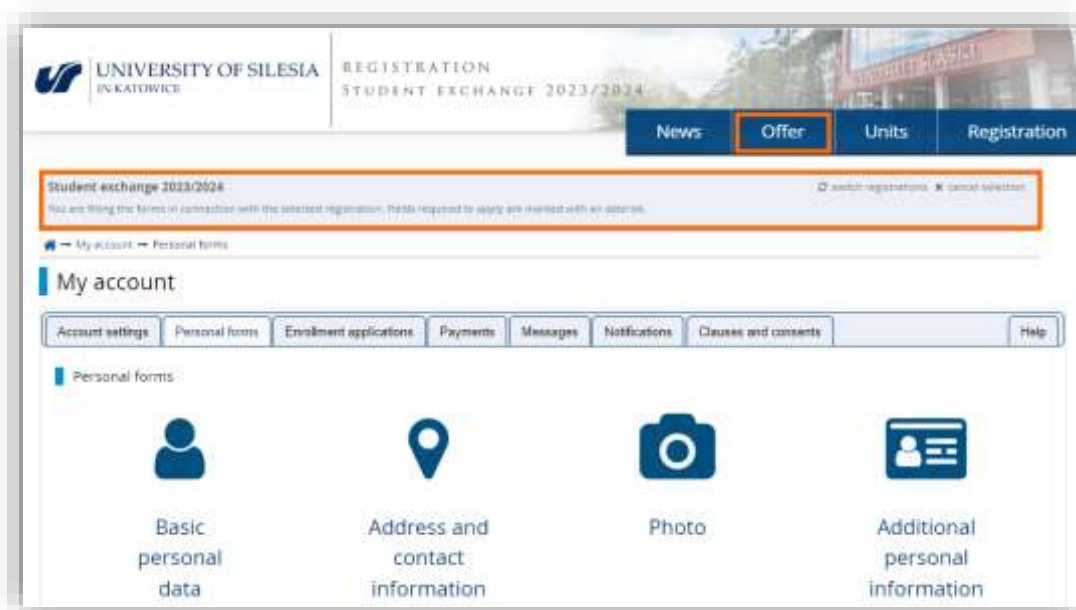 UNIVERSITY OF SILESIA
IN KATOWICE
REGISTRATION
STUDENT EXCHANGE 2023/2024
News Offer Units Registration
Student exchange 2023/2024
switch registrations cancel selection
You are filling the forms in connection with the selected registration. Fields required to apply are marked with an asterisk.
My account Personal forms
My account
Account settings Personal forms Enrollment applications Payments Messages Notifications Clauses and consents Help
Personal forms
Basic
personal
data
Address and
contact
information
Photo
Additional
personal
information